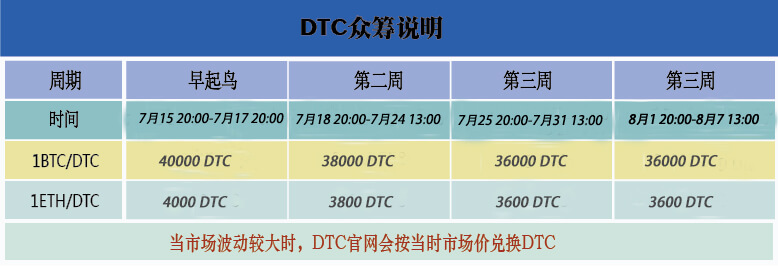 DTC众筹说明
周期 早起鸟 第二周 第三周 第三周
时间 7月15 20:00-7月17 20:00 7月18 20:00-7月24 13:00 7月25 20:00-7月31 13:00 8月1 20:00-8月7 13:00
1BTC/DTC 40000 DTC 38000 DTC 36000 DTC 36000 DTC
1ETH/DTC 4000 DTC 3800 DTC 3600 DTC 3600 DTC
当市场波动较大时，DTC官网会按当时市场价兑换DTC